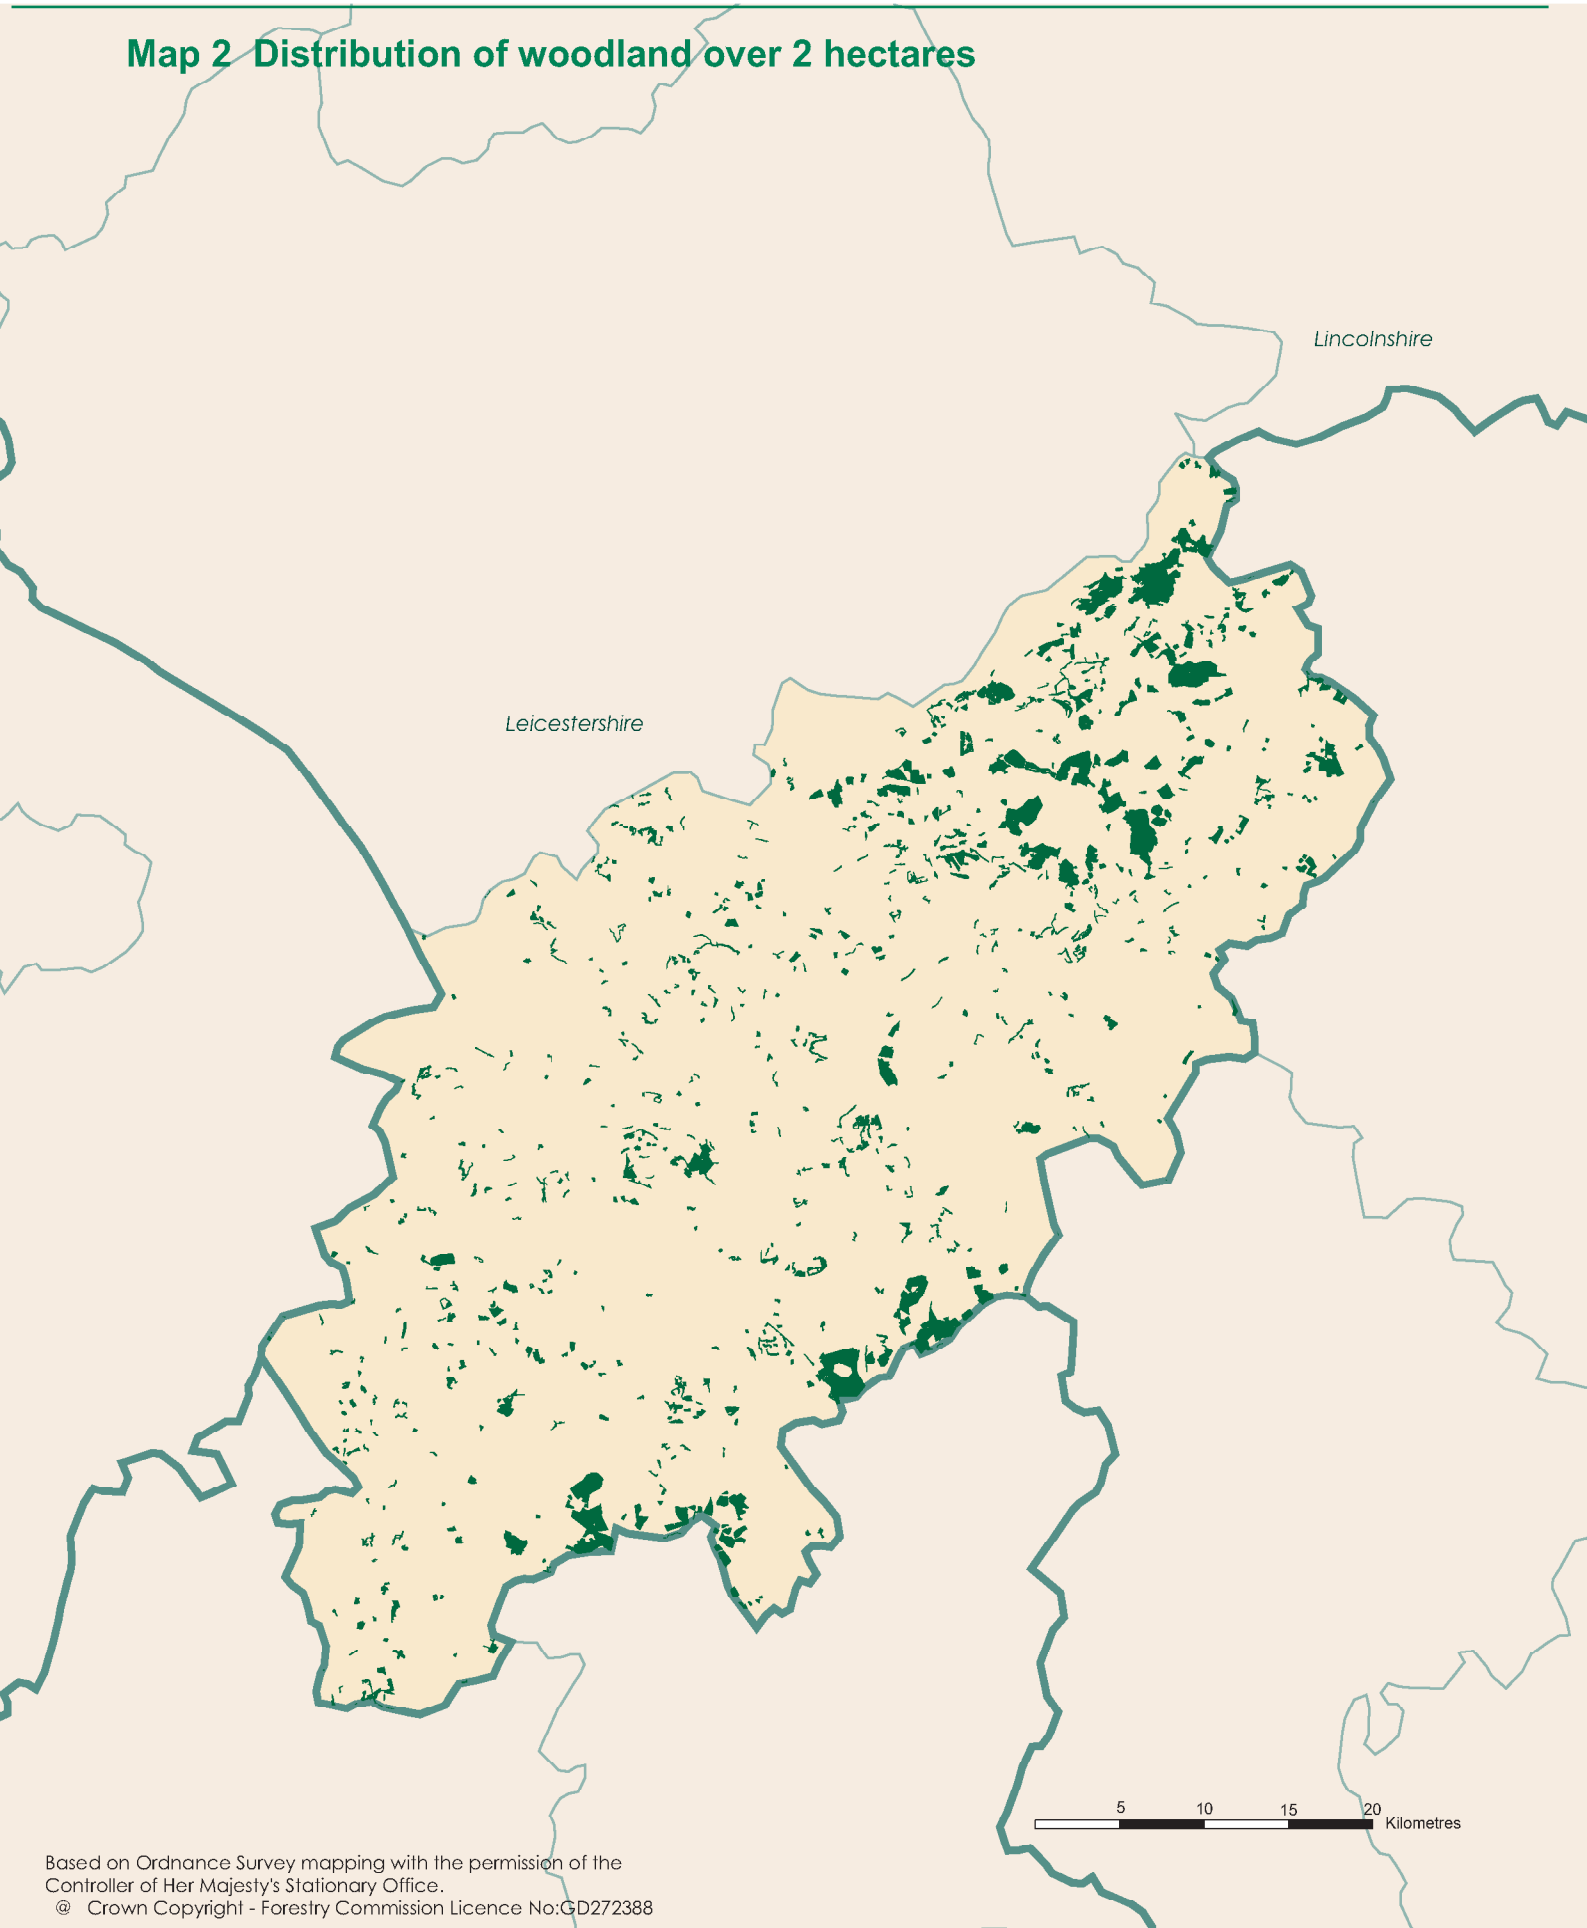 Map 2 Distribution of woodland over 2 hectares
Lincolnshire
Leicestershire
5 10 15 20
Kilometres
Based on Ordnance Survey mapping with the permission of the
Controller of Her Majesty's Stationary Office.
@ Crown Copyright - Forestry Commission Licence No:GD272388